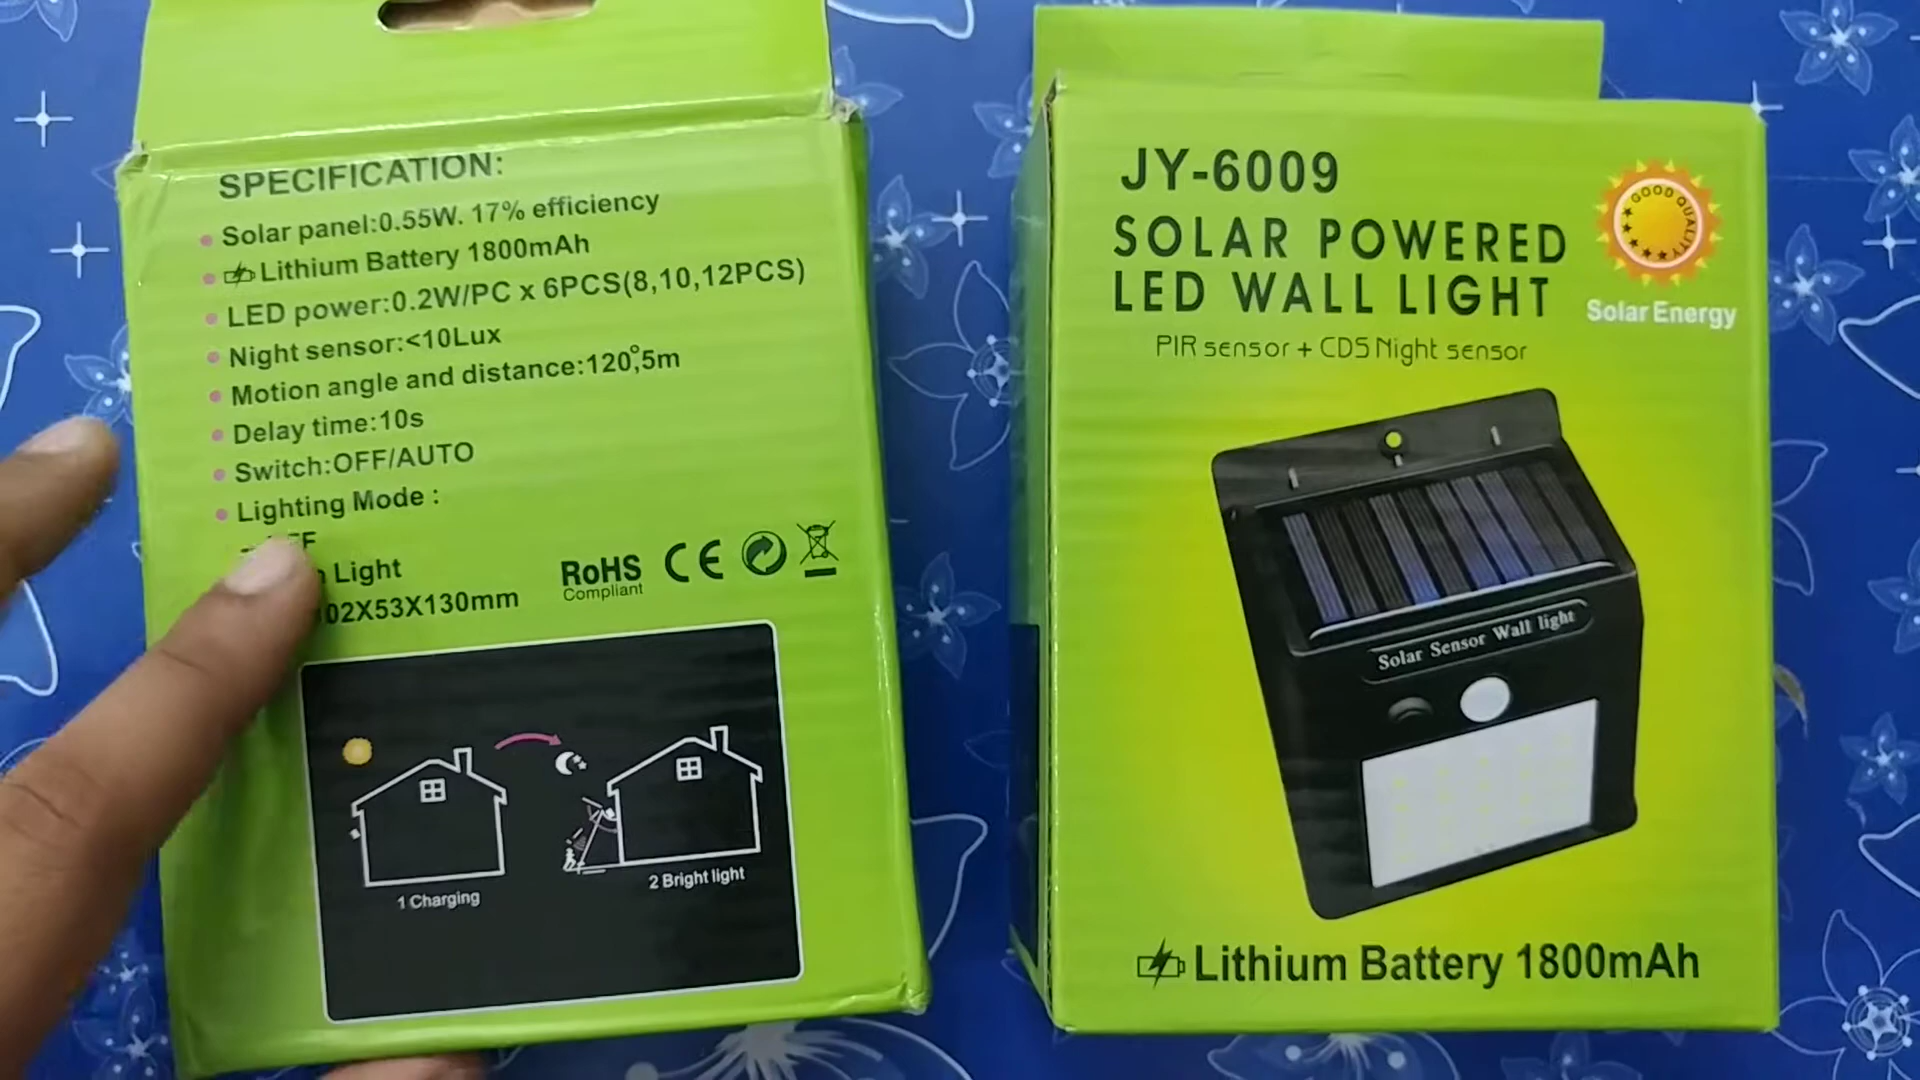 SPECIFICATION:
Solar panel:0.55W. 17% efficiency
Lithium Battery 1800mAh
LED power:0.2W/PC x 6PCS(8,10,12PCS)
Night sensor:<10Lux
Motion angle and distance:120°,5m
Delay time:10s
Switch:OFF/AUTO
Lighting Mode :
Light
102X53X130mm
RoHS
Compliant
CE
1 Charging
2 Bright light
JY-6009
SOLAR POWERED
LED WALL LIGHT
PIR sensor + CDS Night sensor
GOOD QUALITY
Solar Energy
Solar Sensor Wall light
Lithium Battery 1800mAh